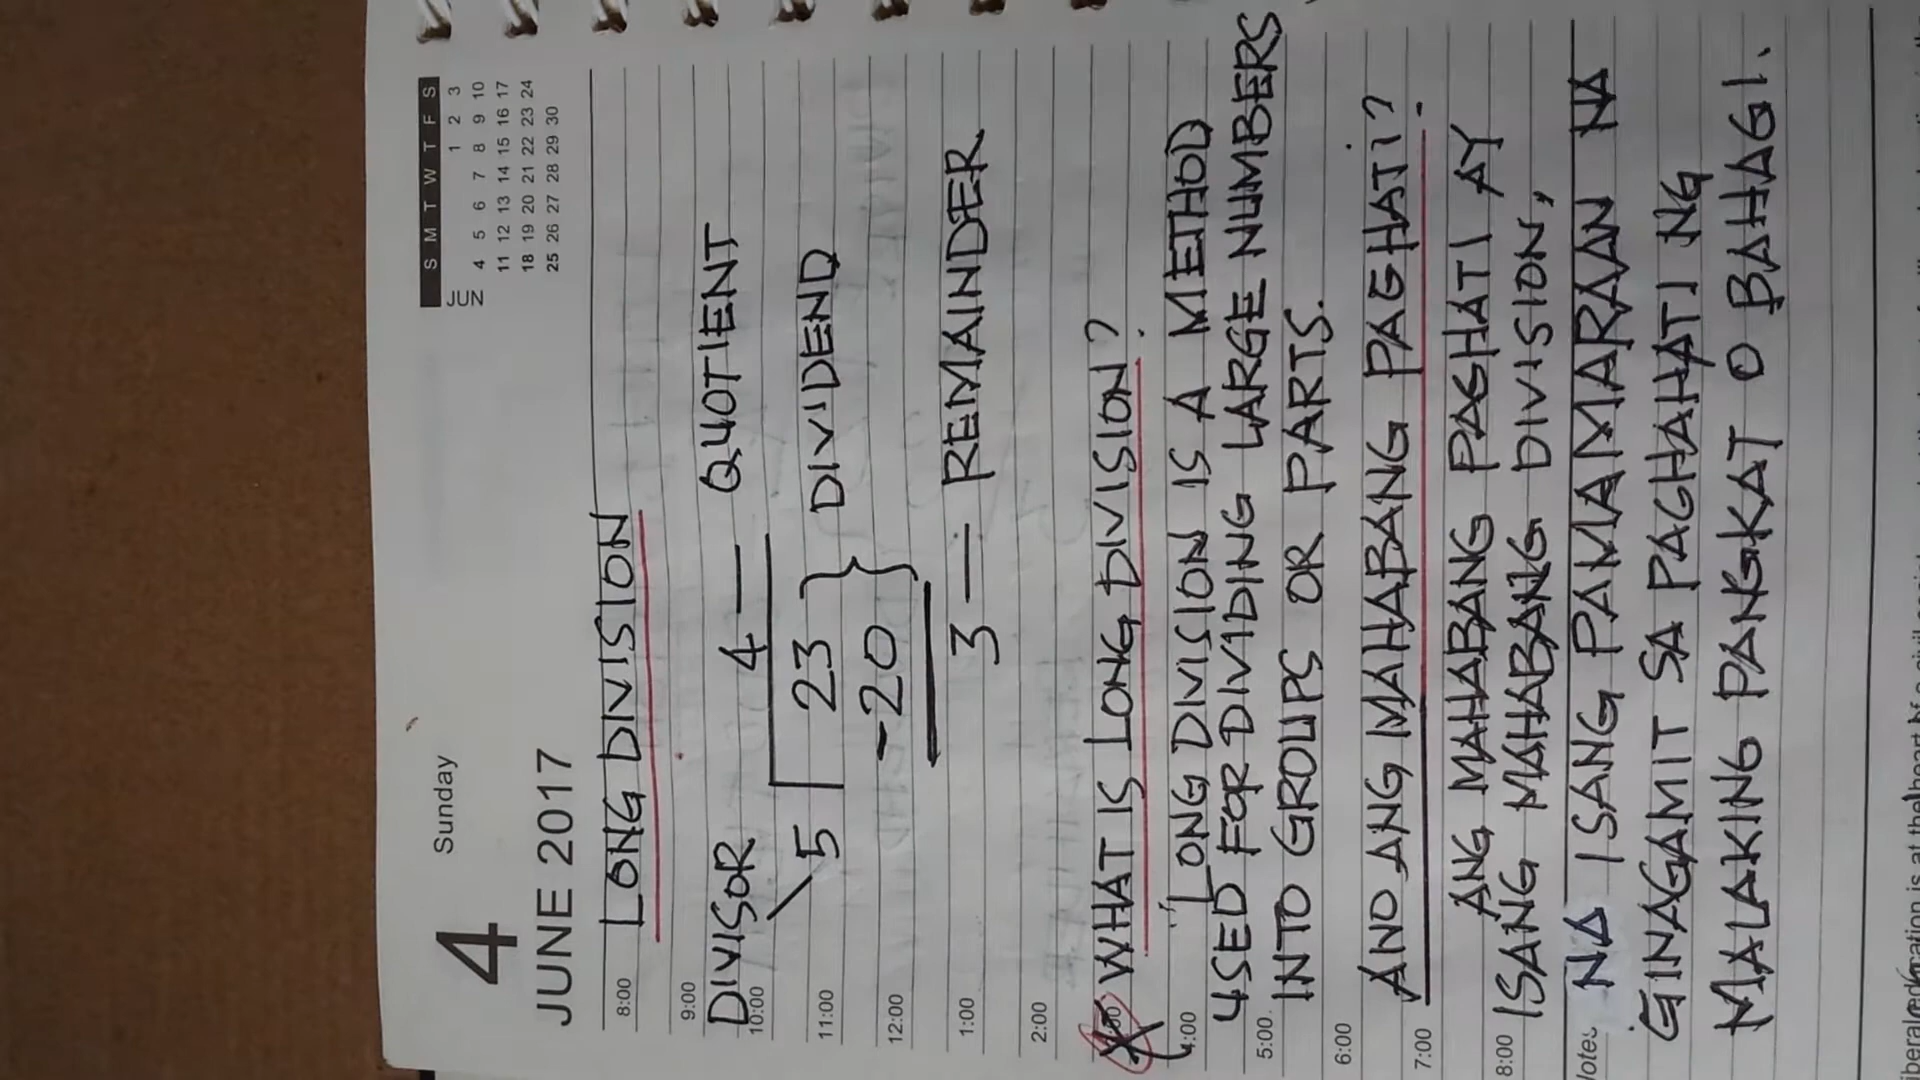 4
Sunday
JUNE 2017
S M T W T F S
JUN
1 2 3
4 5 6 7 8 9 10
11 12 13 14 15 16 17
18 19 20 21 22 23 24
25 26 27 28 29 30
8:00 LONG DIVISION
9:00
DIVISOR 4 — QUOTIENT
10:00
5 23 DIVIDEND
11:00
-20
12:00
3 — REMAINDER
1:00
2:00
WHAT IS LONG DIVISION?
LONG DIVISION IS A METHOD
4:00
USED FOR DIVIDING LARGE NUMBERS
5:00
INTO GROUPS OR PARTS.
6:00
ANO ANG MAHABANG PAGHATI?
7:00
ANG MAHABANG PAGHATI AY
8:00
ISANG MAHABANG DIVISION,
Notes NA ISANG PAMAMARAAN NA
GINAGAMIT SA PAGHAHATI NG
MALAKING PANGKAT O BAHAGI.